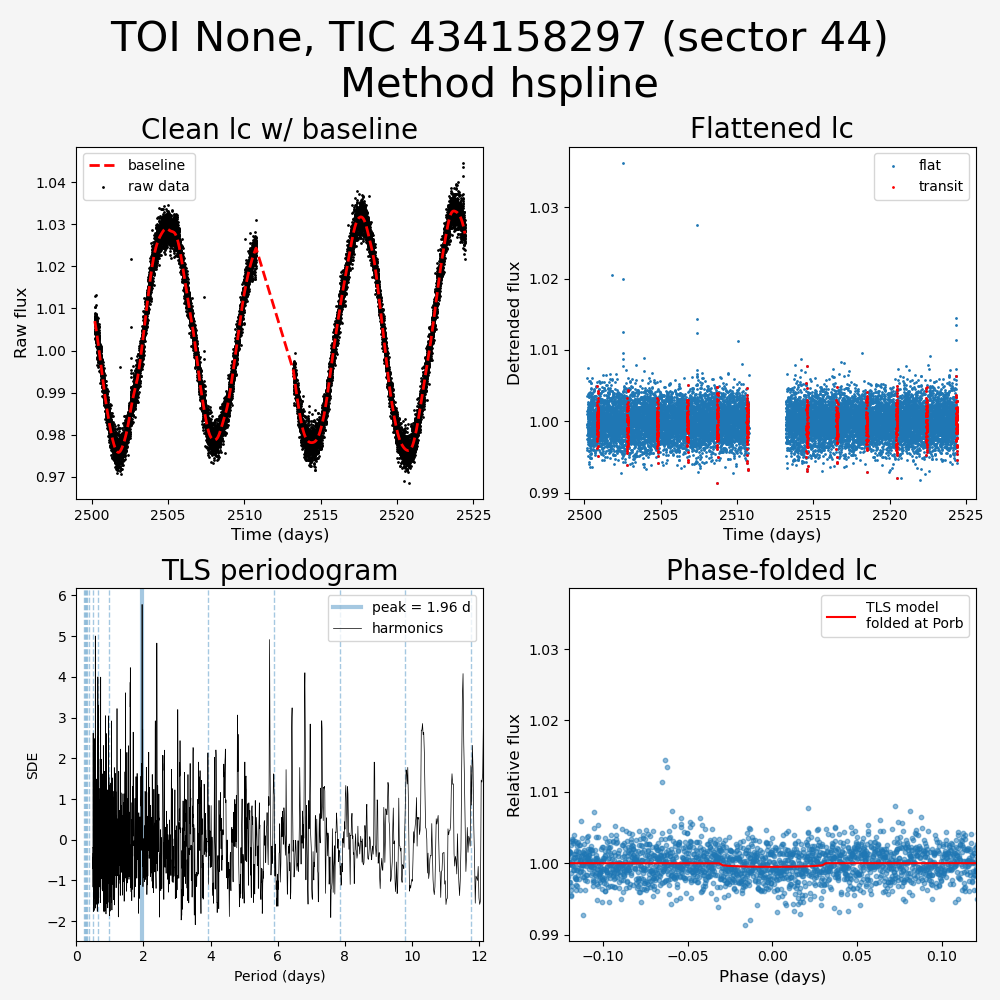 TOI None, TIC 434158297 (sector 44)
Method hspline
Clean lc w/ baseline
baseline
raw data
Raw flux
1.04
1.03
1.02
1.01
1.00
0.99
0.98
0.97
2500
2505
2510
2515
2520
2525
Time (days)
Flattened lc
flat
transit
Detrended flux
1.03
1.02
1.01
1.00
0.99
2500
2505
2510
2515
2520
2525
Time (days)
TLS periodogram
peak = 1.96 d
harmonics
SDE
6
5
4
3
2
1
0
−1
−2
0
2
4
6
8
10
12
Period (days)
Phase-folded lc
TLS model
folded at Porb
Relative flux
1.03
1.02
1.01
1.00
0.99
−0.10
−0.05
0.00
0.05
0.10
Phase (days)